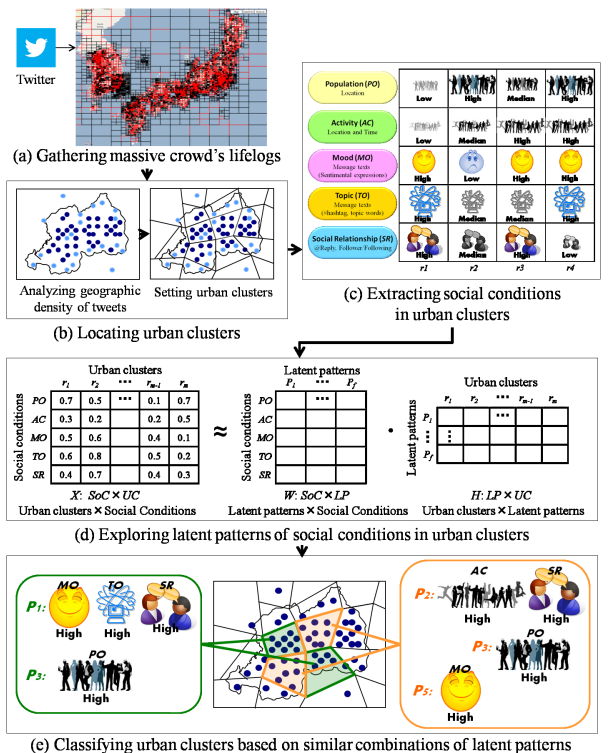 Twitter
(a) Gathering massive crowd's lifelogs
Analyzing geographic density of tweets
Setting urban clusters
(b) Locating urban clusters
Population (PO)
Location
Low High Median High
Activity (AC)
Location and Time
Low Median High High
Mood (MO)
Message texts
(Sentimental expressions)
High Low High High
Topic (TO)
Message texts
(#hashtag, topic words)
High Median Median High
Social Relationship (SR)
@Reply, Follower Following
High Median High Low
r1 r2 r3 r4
(c) Extracting social conditions
in urban clusters
Urban clusters
r1 r2 ... rm-1 rm
Social conditions
PO 0.7 0.5 ... 0.1 0.7
AC 0.3 0.2 0.2 0.5
MO 0.5 0.6 0.4 0.1
TO 0.6 0.8 0.5 0.2
SR 0.4 0.7 0.4 0.3
X: SoC × UC
Urban clusters × Social Conditions
≈
Latent patterns
P1 ... Pf
Social conditions
PO ...
AC
MO
TO
SR
W: SoC × LP
Latent patterns × Social Conditions
·
Urban clusters
r1 r2 ... rm-1 rm
Latent patterns
P1 ...
⋮ ⋮
Pf
H: LP × UC
Urban clusters × Latent patterns
(d) Exploring latent patterns of social conditions in urban clusters
P1:
MO TO SR
High High High
P3:
PO
High
P2:
AC SR
High High
P3:
PO
High
P5:
MO
High
(e) Classifying urban clusters based on similar combinations of latent patterns